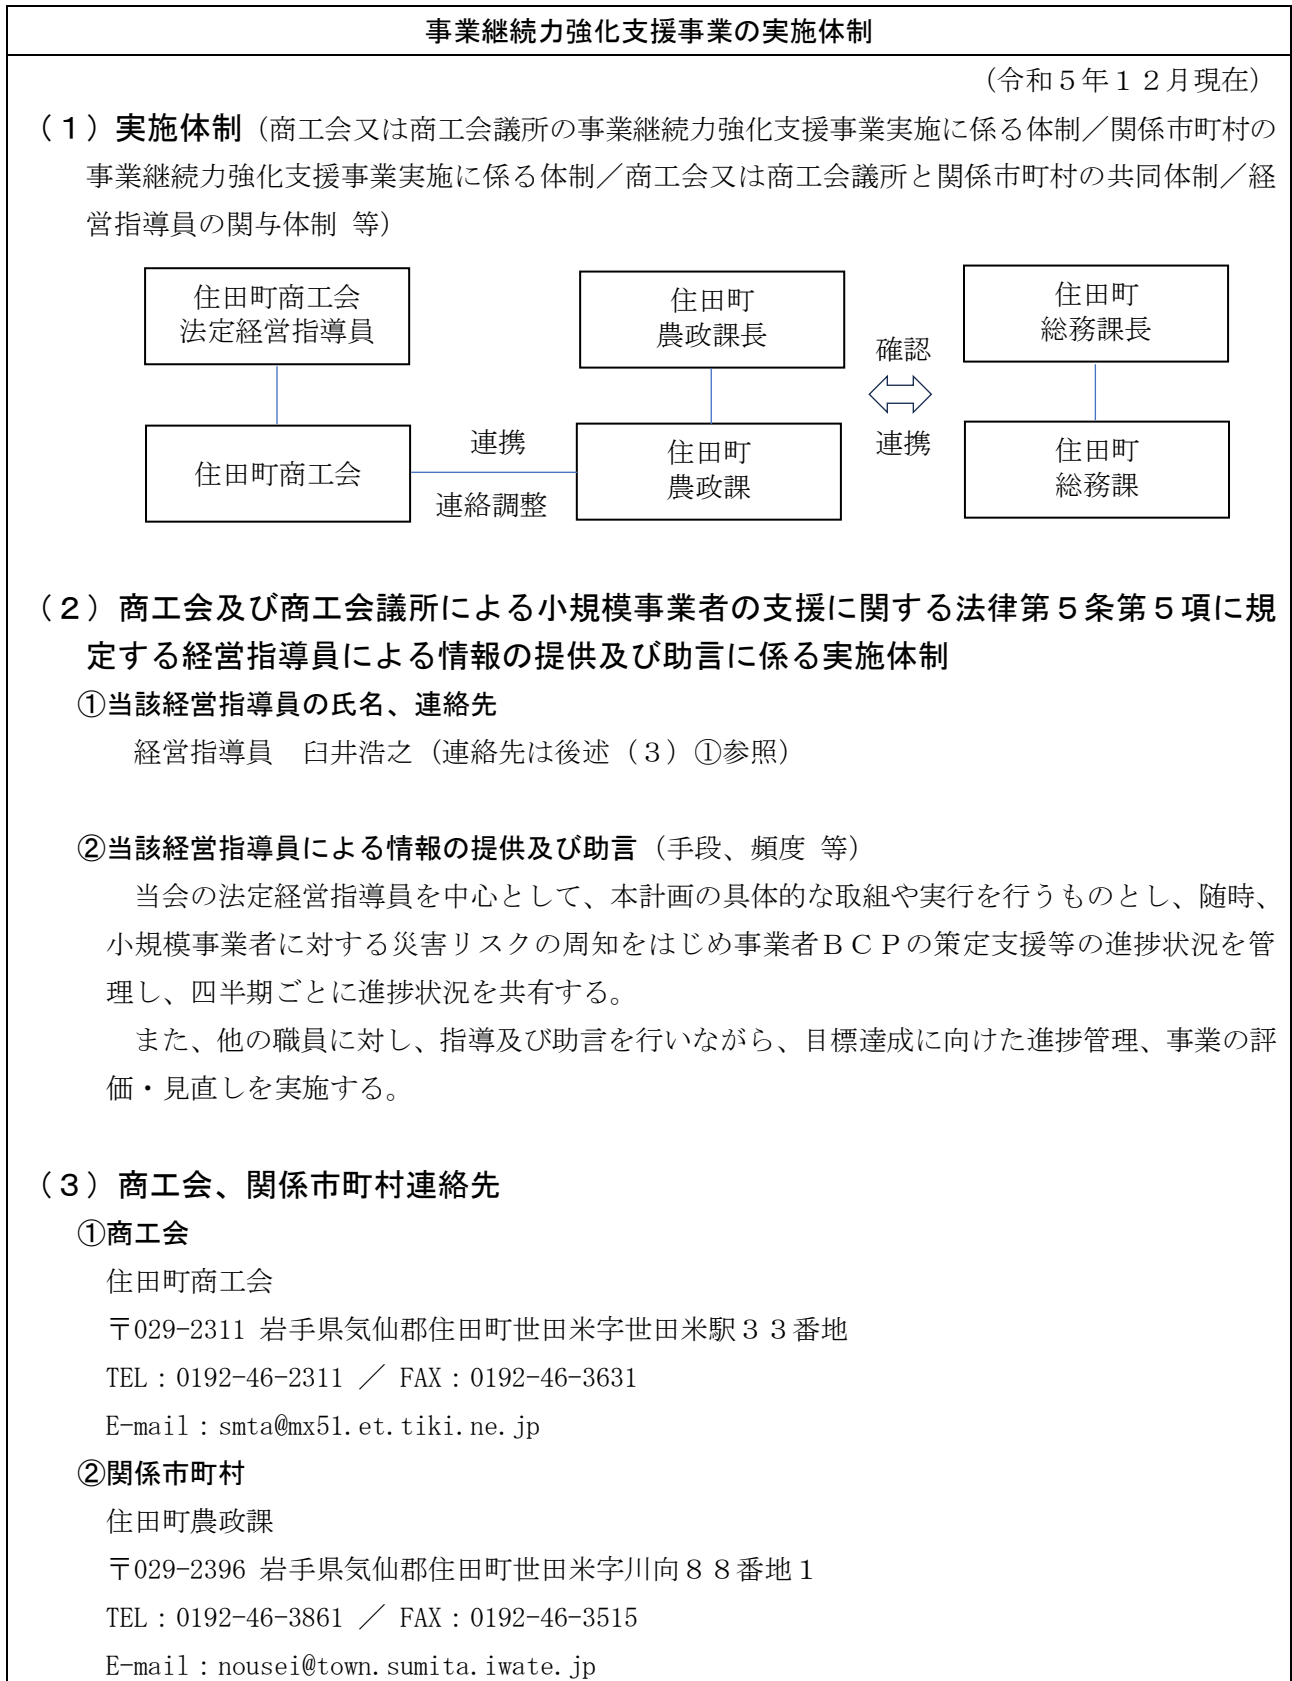 事業継続力強化支援事業の実施体制
（令和５年１２月現在）
（１）実施体制（商工会又は商工会議所の事業継続力強化支援事業実施に係る体制／関係市町村の
事業継続力強化支援事業実施に係る体制／商工会又は商工会議所と関係市町村の共同体制／経
営指導員の関与体制 等）
住田町商工会
法定経営指導員
住田町
農政課長
住田町
総務課長
確認
連携
住田町商工会
連携
連絡調整
住田町
農政課
住田町
総務課
（２）商工会及び商工会議所による小規模事業者の支援に関する法律第５条第５項に規
定する経営指導員による情報の提供及び助言に係る実施体制
①当該経営指導員の氏名、連絡先
経営指導員　臼井浩之（連絡先は後述（３）①参照）
②当該経営指導員による情報の提供及び助言（手段、頻度 等）
当会の法定経営指導員を中心として、本計画の具体的な取組や実行を行うものとし、随時、
小規模事業者に対する災害リスクの周知をはじめ事業者ＢＣＰの策定支援等の進捗状況を管
理し、四半期ごとに進捗状況を共有する。
また、他の職員に対し、指導及び助言を行いながら、目標達成に向けた進捗管理、事業の評
価・見直しを実施する。
（３）商工会、関係市町村連絡先
①商工会
住田町商工会
〒029-2311 岩手県気仙郡住田町世田米字世田米駅３３番地
TEL：0192-46-2311 ／ FAX：0192-46-3631
E-mail：smta@mx51.et.tiki.ne.jp
②関係市町村
住田町農政課
〒029-2396 岩手県気仙郡住田町世田米字川向８８番地１
TEL：0192-46-3861 ／ FAX：0192-46-3515
E-mail：nousei@town.sumita.iwate.jp